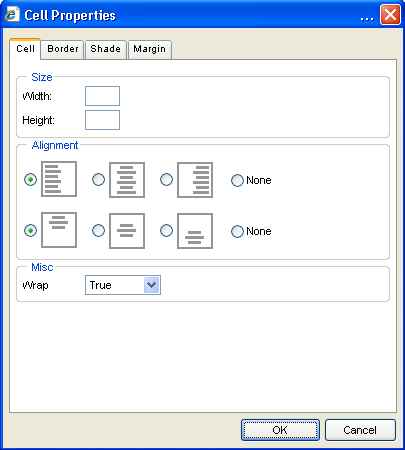 Cell Properties ...
Cell Border Shade Margin
Size
Width:
Height:
Alignment
None
None
Misc
Wrap True
OK Cancel